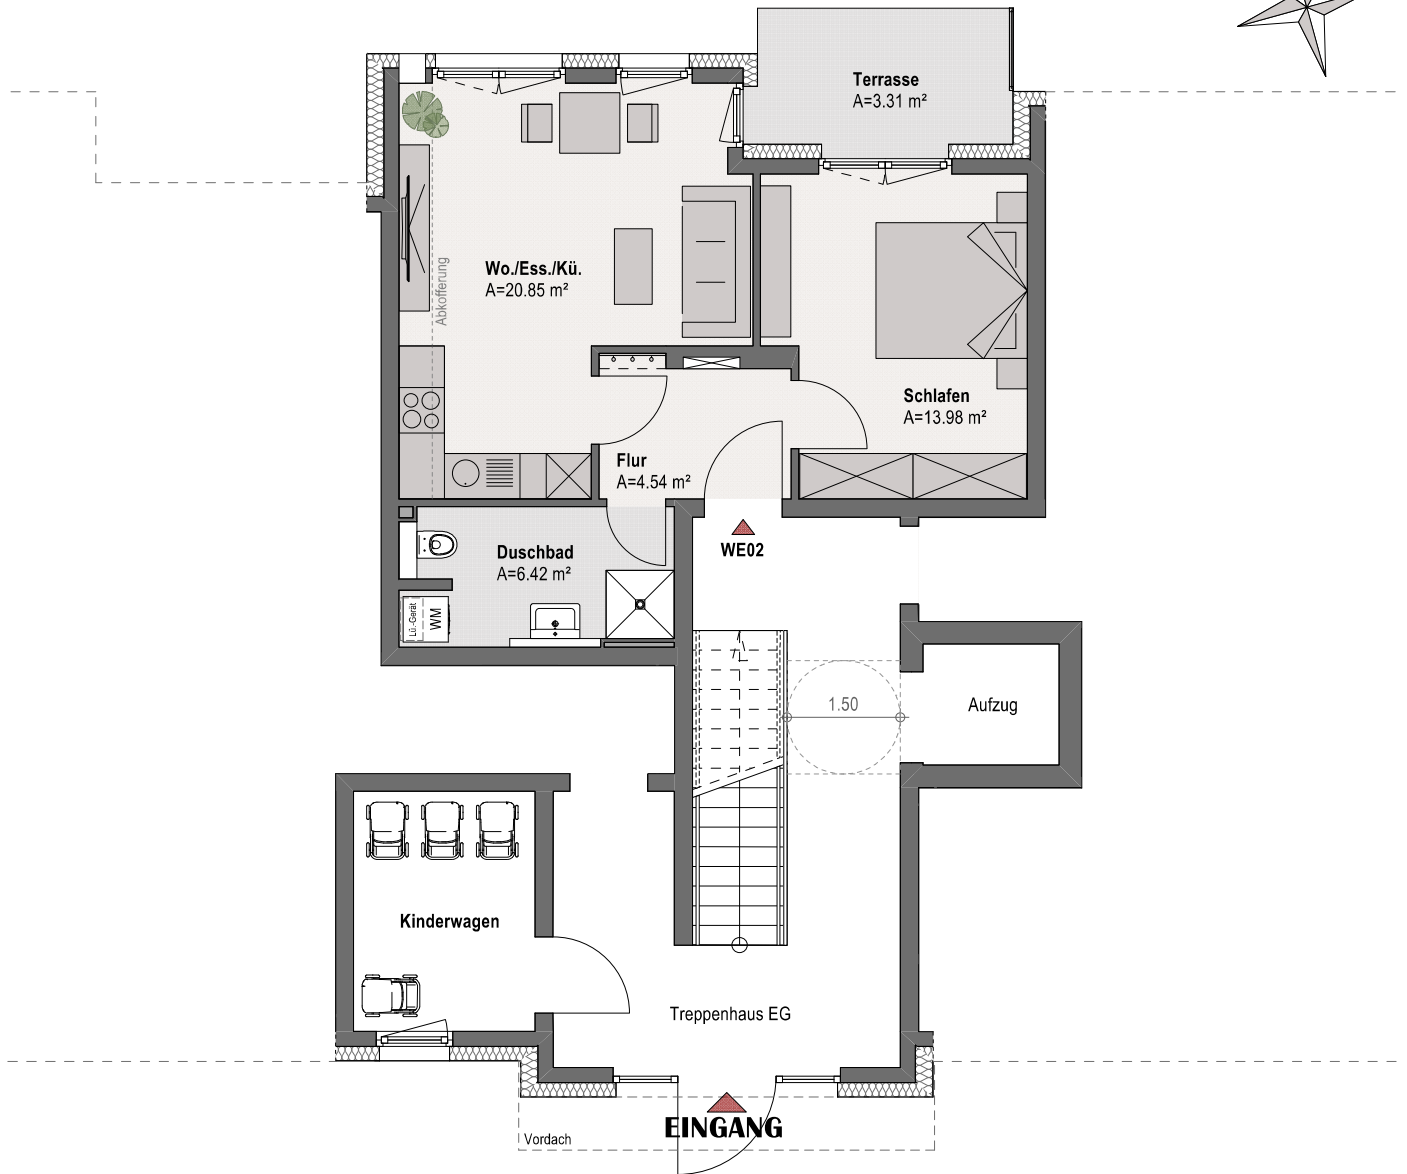 Terrasse
A=3.31 m²
Wo./Ess./Kü.
A=20.85 m²
Abkofferung
Schlafen
A=13.98 m²
Flur
A=4.54 m²
WE02
Duschbad
A=6.42 m²
Lü.-Gerät
WM
1.50
Aufzug
Kinderwagen
Treppenhaus EG
EINGANG
Vordach